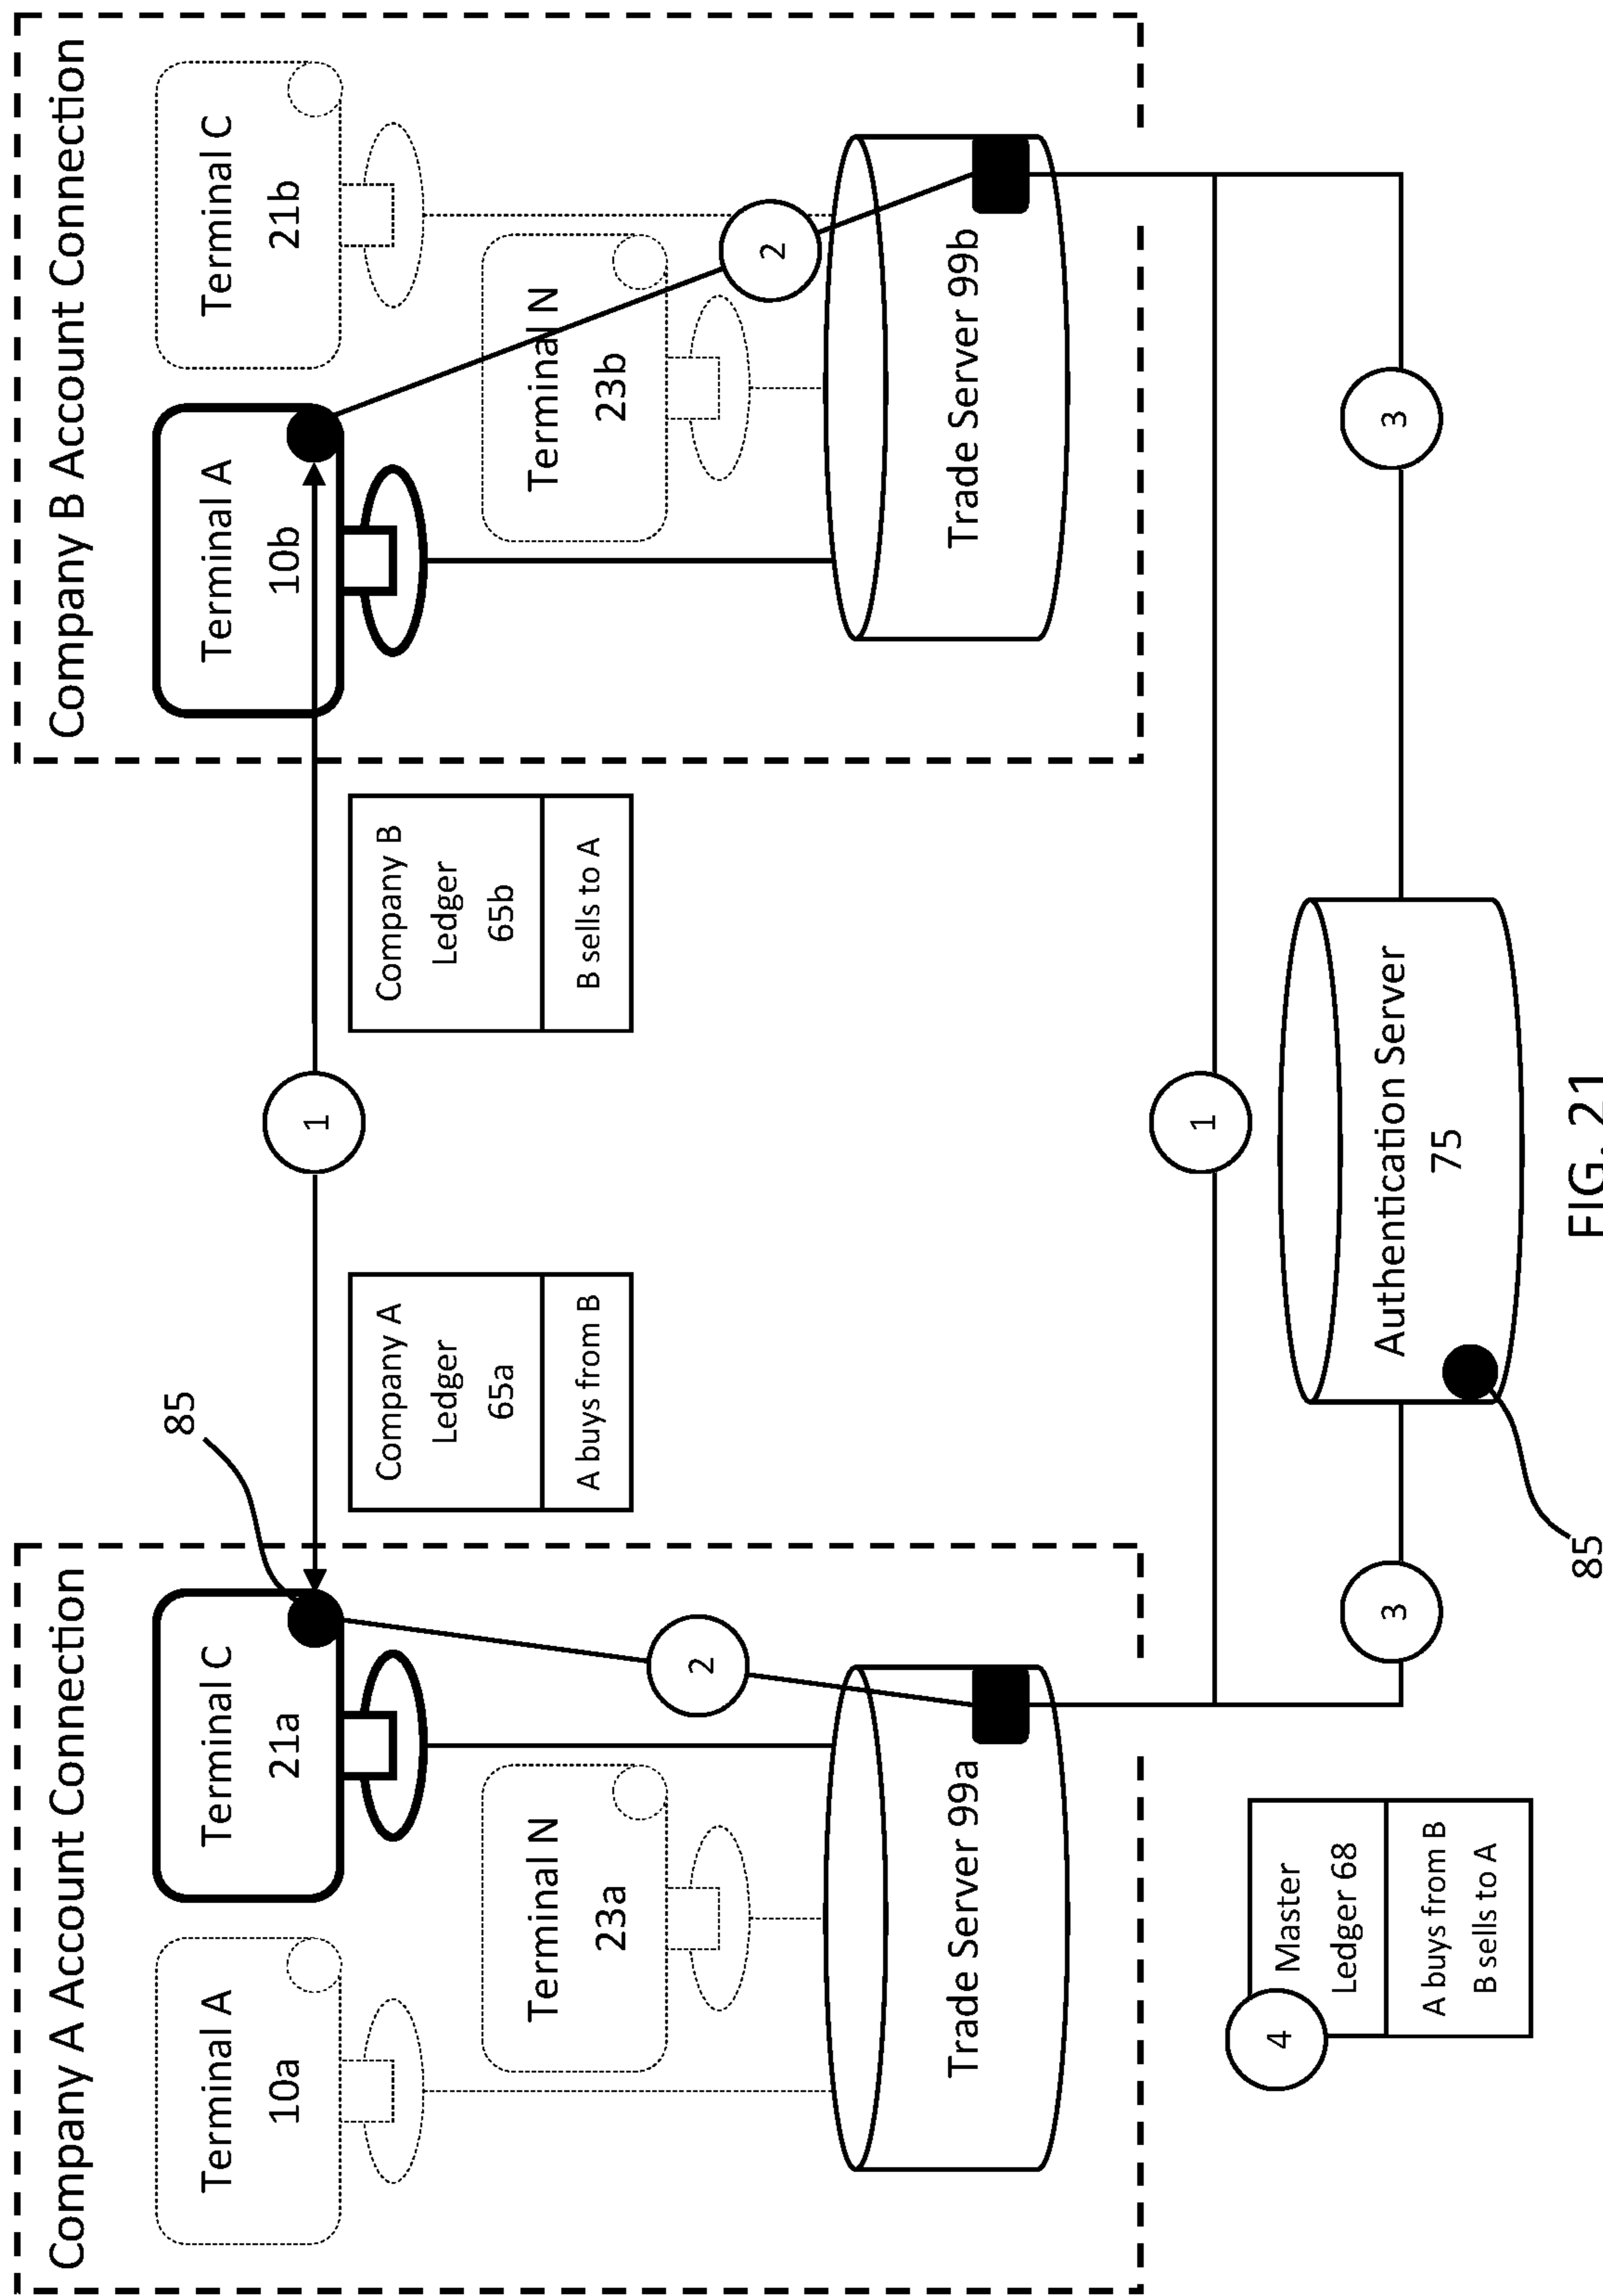 Company A Account Connection
Company B Account Connection
85
Terminal A
10a
Terminal C
21a
1
Terminal A
10b
Terminal C
21b
Company A
Ledger
65a
A buys from B
Company B
Ledger
65b
B sells to A
Terminal N
23a
2
Terminal N
23b
2
Trade Server 99a
Trade Server 99b
1
4
Master
Ledger 68
A buys from B
B sells to A
3
Authentication Server
75
3
85
FIG. 21